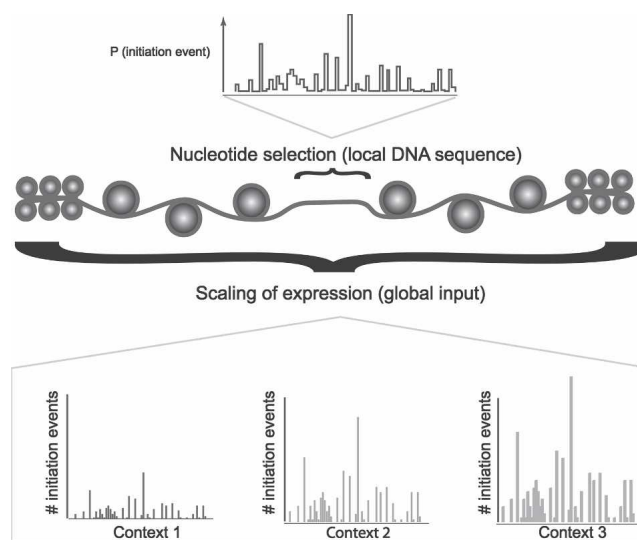 P (initiation event)
Nucleotide selection (local DNA sequence)
Scaling of expression (global input)
# initiation events
Context 1
# initiation events
Context 2
# initiation events
Context 3